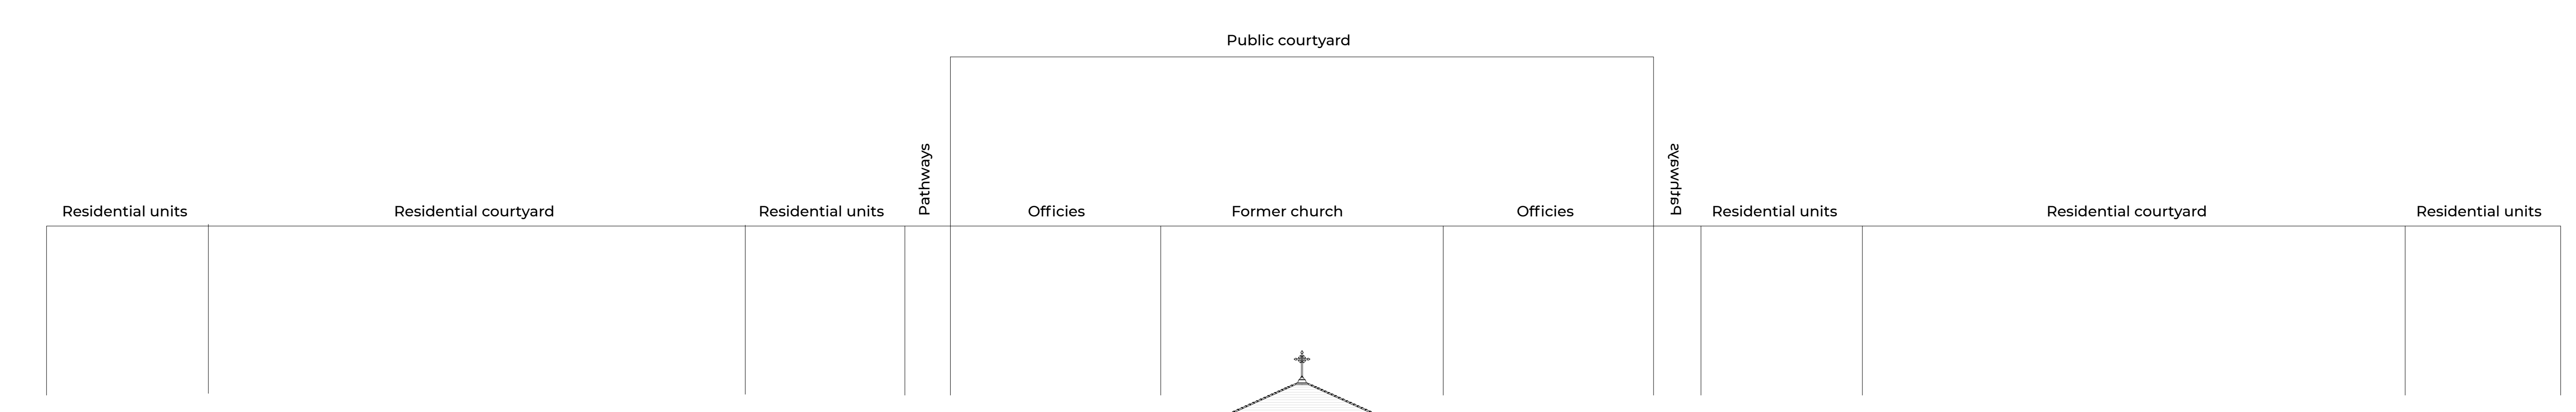 Public courtyard
Pathways
Pathways
Residential units
Residential courtyard
Residential units
Officies
Former church
Officies
Residential units
Residential courtyard
Residential units